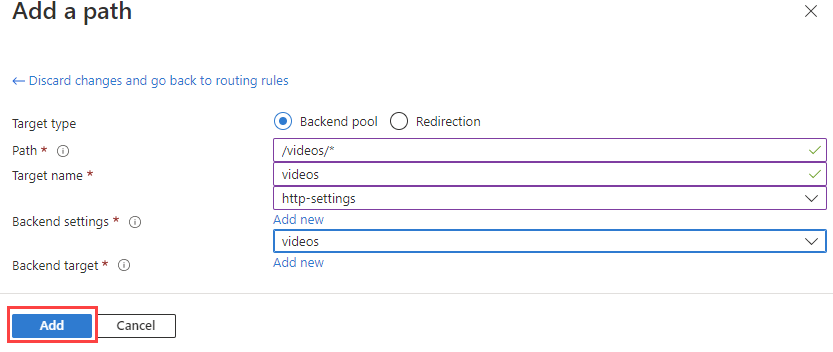 Add a path
← Discard changes and go back to routing rules
Target type Backend pool Redirection
Path * /videos/*
Target name * videos
http-settings
Backend settings * Add new
videos
Backend target * Add new
Add Cancel